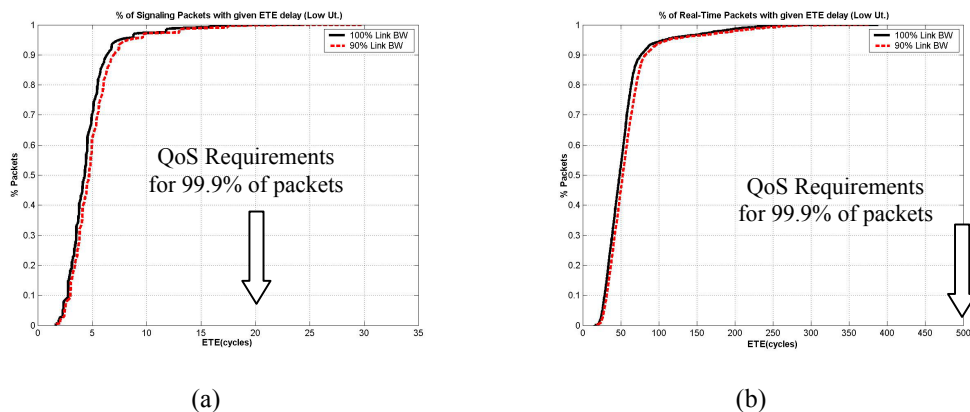 % of Signaling Packets with given ETE delay (Low Ut.)
1
0.9
0.8
0.7
0.6
0.5
0.4
0.3
0.2
0.1
0
% Packets
100% Link BW
90% Link BW
QoS Requirements
for 99.9% of packets
0 5 10 15 20 25 30 35
ETE(cycles)
(a)
% of Real-Time Packets with given ETE delay (Low Ut.)
1
0.9
0.8
0.7
0.6
0.5
0.4
0.3
0.2
0.1
0
% Packets
100% Link BW
90% Link BW
QoS Requirements
for 99.9% of packets
0 50 100 150 200 250 300 350 400 450 500
ETE(cycles)
(b)